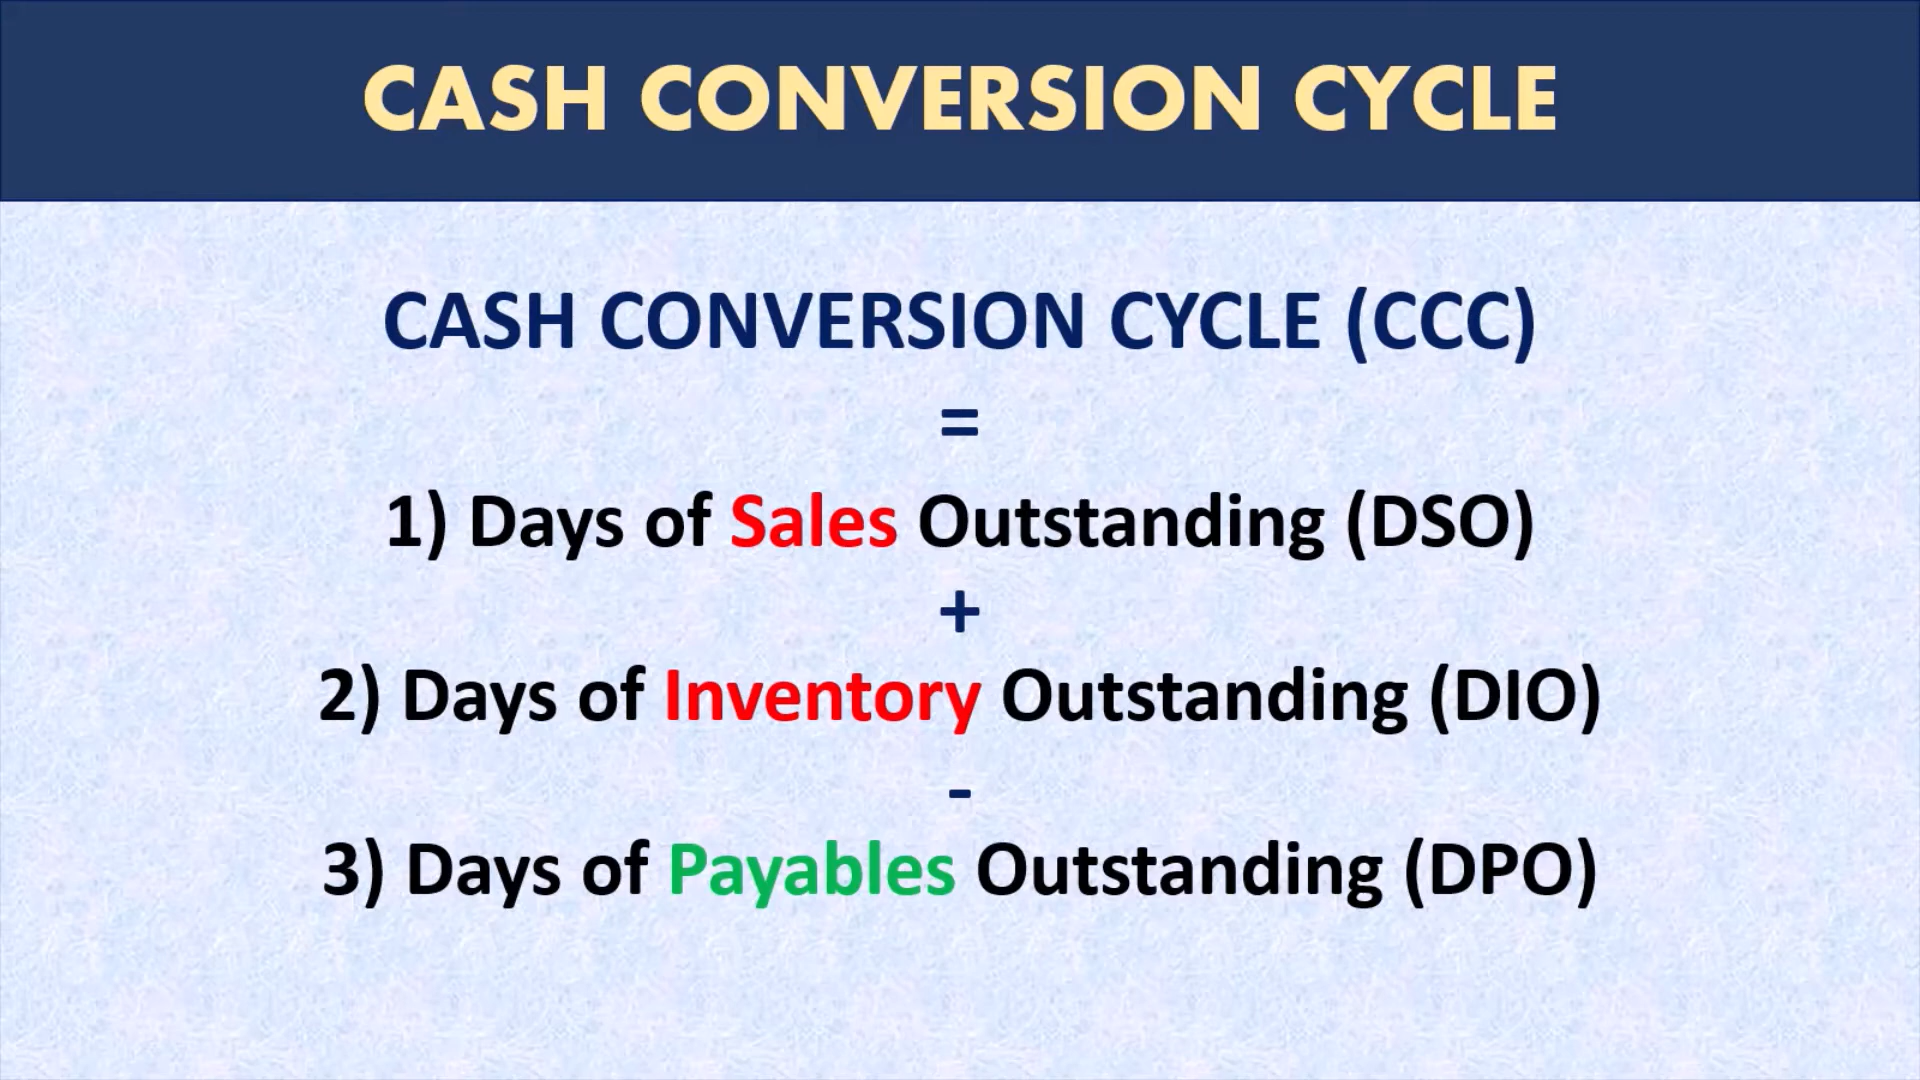 CASH CONVERSION CYCLE
CASH CONVERSION CYCLE (CCC)
=
1) Days of Sales Outstanding (DSO)
+
2) Days of Inventory Outstanding (DIO)
-
3) Days of Payables Outstanding (DPO)